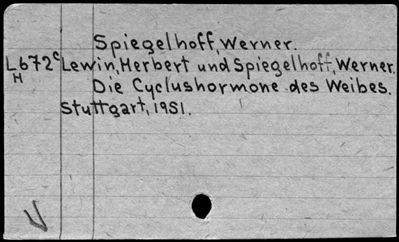 Spiegelhoff, Werner.
L672c Lewin, Herbert und Spiegelhoff, Werner.
H Die Cyclushormone des Weibes.
Stuttgart, 1951.